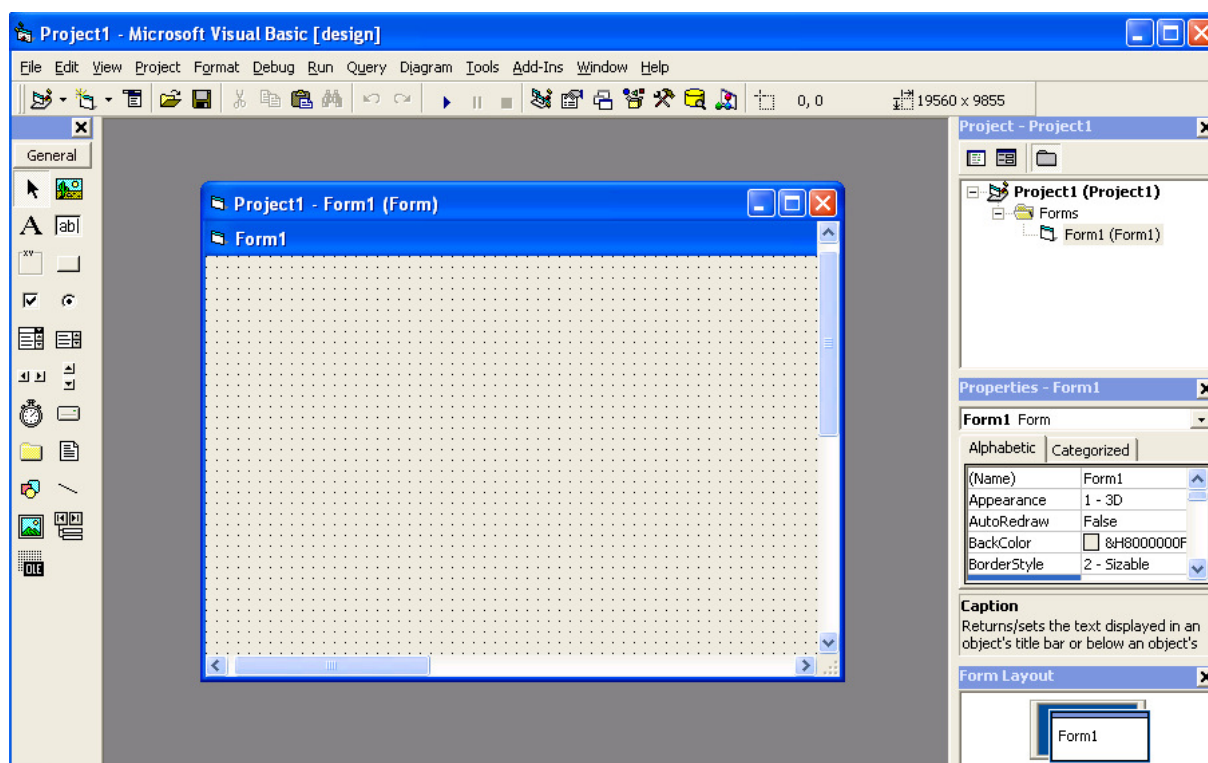 Project1 - Microsoft Visual Basic [design]
File Edit View Project Format Debug Run Query Diagram Tools Add-Ins Window Help
0, 0 19560 x 9855
General
A ab|
xv
OLE
Project1 - Form1 (Form)
Form1
Project - Project1
Project1 (Project1)
Forms
Form1 (Form1)
Properties - Form1
Form1 Form
Alphabetic Categorized
(Name) Form1
Appearance 1 - 3D
AutoRedraw False
BackColor &H8000000F
BorderStyle 2 - Sizable
Caption
Returns/sets the text displayed in an
object's title bar or below an object's
Form Layout
Form1